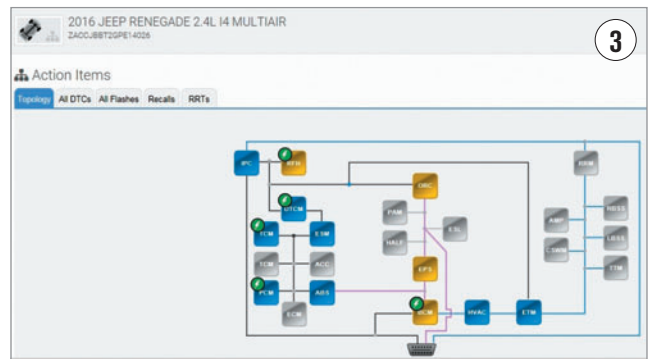 2016 JEEP RENEGADE 2.4L I4 MULTIAIR
ZACCJBBT2GPE14026
3
Action Items
Topology All DTCs All Flashes Recalls RRTs
IPC RFH RRM
ORC
DTCM PAM RBSS
AMP
TCM ESM ESL
HALF LBSS
CSWM
TCM ACC EPS ITM
PCM ABS
ECM BCM HVAC ETM